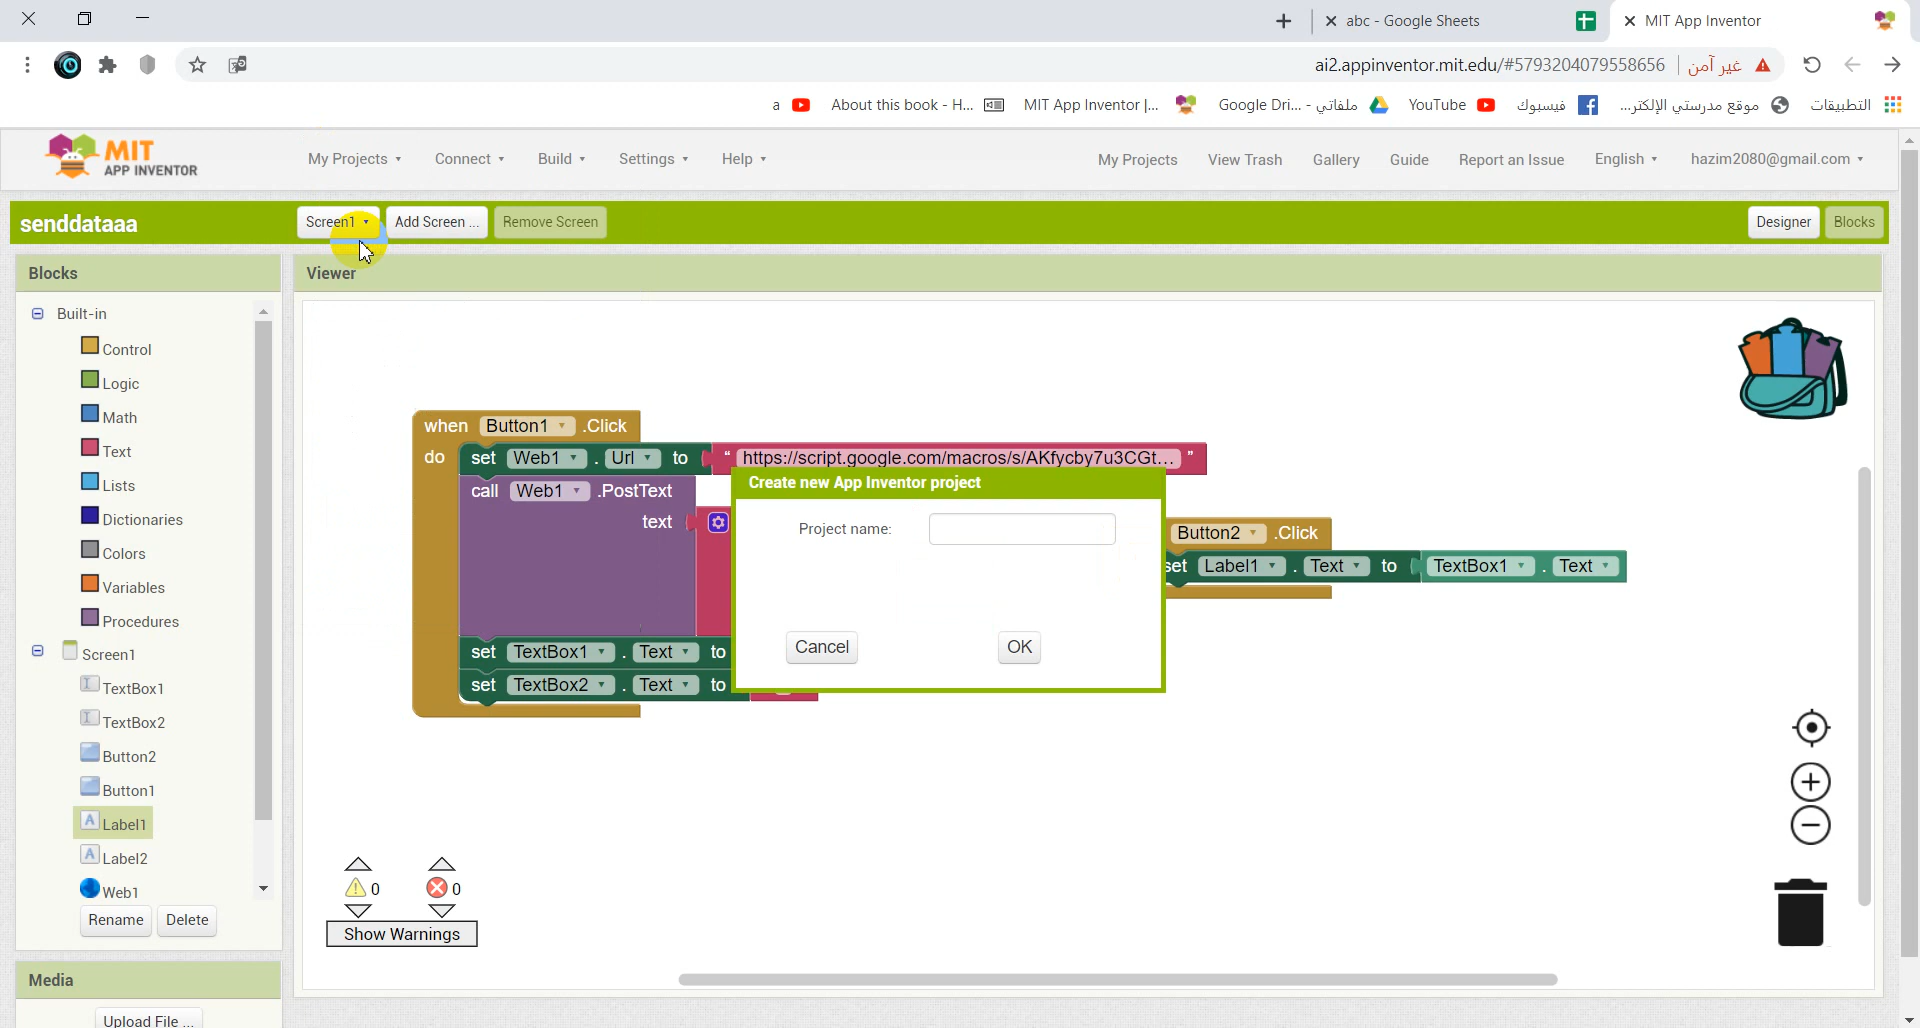 abc - Google Sheets
MIT App Inventor
ai2.appinventor.mit.edu/#5793204079558656
غير آمن
a
About this book - H...
MIT App Inventor |...
ملفاتي - Google Dri...
YouTube
فيسبوك
موقع مدرستي الإلكتر...
التطبيقات
MIT
APP INVENTOR
My Projects
Connect
Build
Settings
Help
My Projects
View Trash
Gallery
Guide
Report an Issue
English
hazim2080@gmail.com
senddataaa
Screen1
Add Screen ...
Remove Screen
Designer
Blocks
Blocks
Viewer
Built-in
Control
Logic
Math
Text
Lists
Dictionaries
Colors
Variables
Procedures
Screen1
TextBox1
TextBox2
Button2
Button1
Label1
Label2
Web1
Rename
Delete
Media
Upload File ...
when Button1 .Click
do set Web1 . Url to " https://script.google.com/macros/s/AKfycby7u3CGt... "
call Web1 .PostText
text
set TextBox1 . Text to
set TextBox2 . Text to
Create new App Inventor project
Project name:
Cancel
OK
Button2 .Click
set Label1 . Text to TextBox1 . Text
0
0
Show Warnings